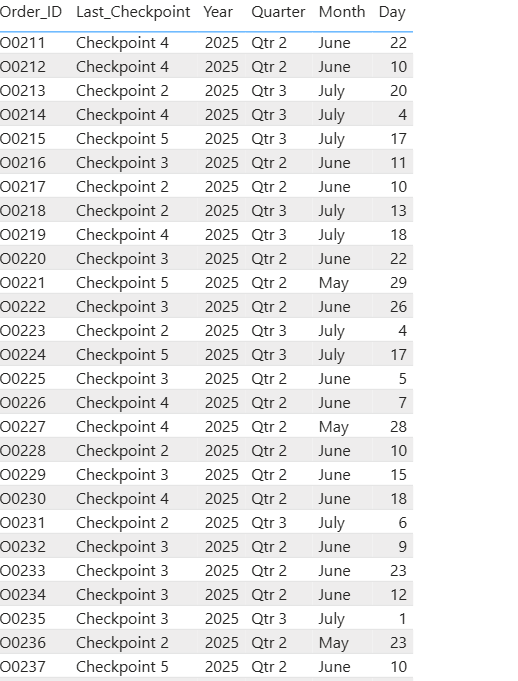 Order_ID Last_Checkpoint Year Quarter Month Day
O0211 Checkpoint 4 2025 Qtr 2 June 22
O0212 Checkpoint 4 2025 Qtr 2 June 10
O0213 Checkpoint 2 2025 Qtr 3 July 20
O0214 Checkpoint 4 2025 Qtr 3 July 4
O0215 Checkpoint 5 2025 Qtr 3 July 17
O0216 Checkpoint 3 2025 Qtr 2 June 11
O0217 Checkpoint 2 2025 Qtr 2 June 10
O0218 Checkpoint 2 2025 Qtr 3 July 13
O0219 Checkpoint 4 2025 Qtr 3 July 18
O0220 Checkpoint 3 2025 Qtr 2 June 22
O0221 Checkpoint 5 2025 Qtr 2 May 29
O0222 Checkpoint 3 2025 Qtr 2 June 26
O0223 Checkpoint 2 2025 Qtr 3 July 4
O0224 Checkpoint 5 2025 Qtr 3 July 17
O0225 Checkpoint 3 2025 Qtr 2 June 5
O0226 Checkpoint 4 2025 Qtr 2 June 7
O0227 Checkpoint 4 2025 Qtr 2 May 28
O0228 Checkpoint 2 2025 Qtr 2 June 10
O0229 Checkpoint 3 2025 Qtr 2 June 15
O0230 Checkpoint 4 2025 Qtr 2 June 18
O0231 Checkpoint 2 2025 Qtr 3 July 6
O0232 Checkpoint 3 2025 Qtr 2 June 9
O0233 Checkpoint 3 2025 Qtr 2 June 23
O0234 Checkpoint 3 2025 Qtr 2 June 12
O0235 Checkpoint 3 2025 Qtr 3 July 1
O0236 Checkpoint 2 2025 Qtr 2 May 23
O0237 Checkpoint 5 2025 Qtr 2 June 10